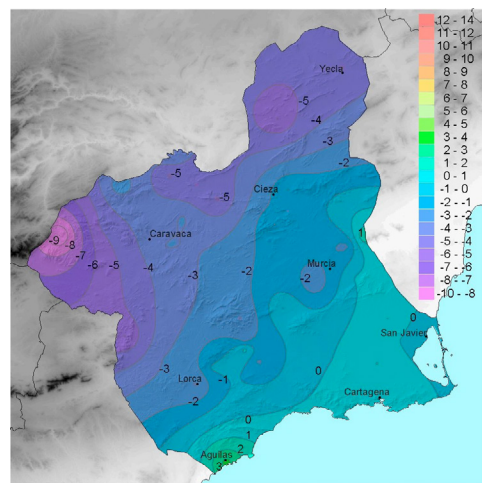 12 - 14
11 - 12
10 - 11
9 - 10
8 - 9
7 - 8
6 - 7
5 - 6
4 - 5
3 - 4
2 - 3
1 - 2
0 - 1
-1 - 0
-2 - -1
-3 - -2
-4 - -3
-5 - -4
-6 - -5
-7 - -6
-8 - -7
-10 - -8
Yecla
-5
-4
-3
-2
-5
-5
Cieza
Caravaca
1
-9
-8
-7
-6
-5
-4
-3
-2
Murcia
-2
0
San Javier
-3
Lorca
-1
0
-2
Cartagena
0
1
2
Aguilas
3